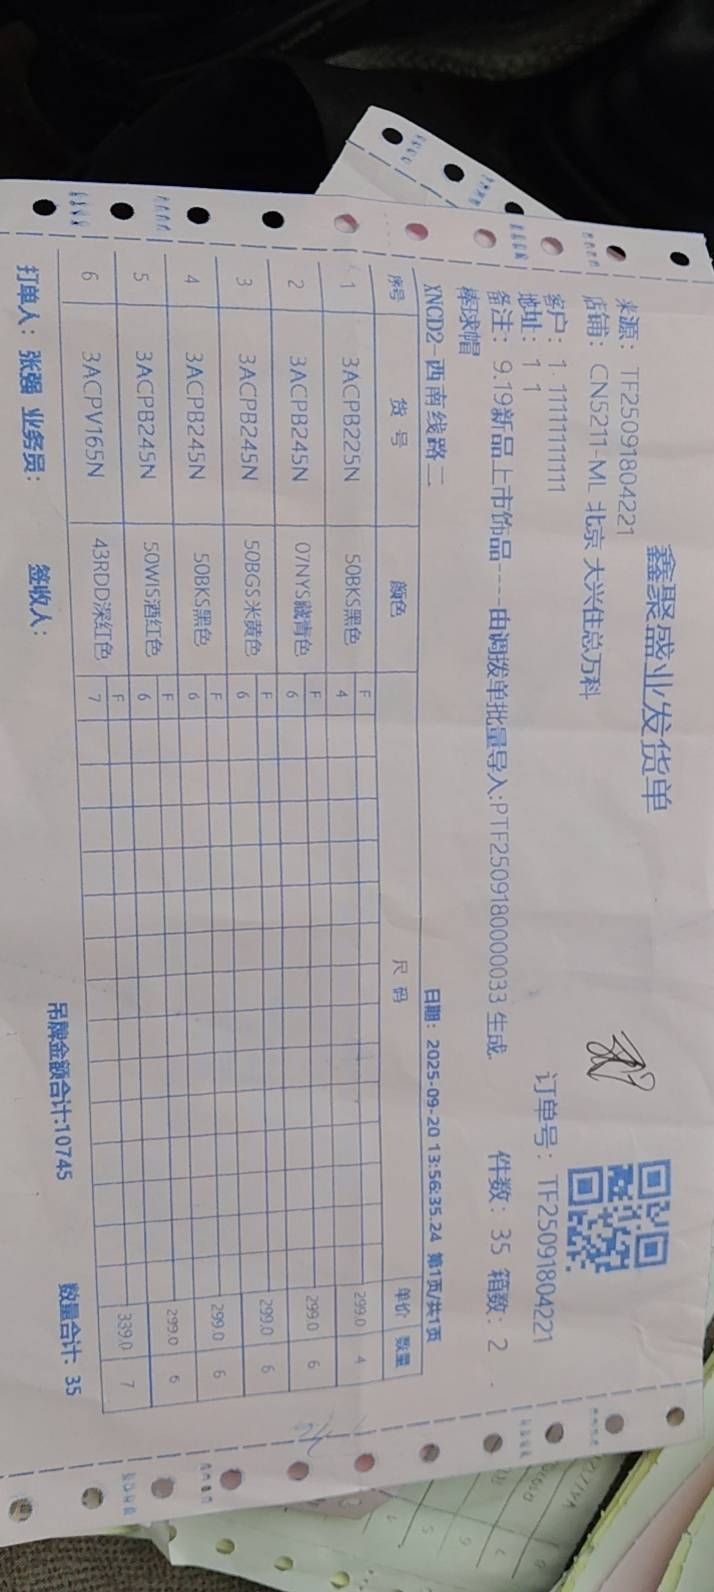 鑫聚盛业发货单
来源：TF25091804221
订单号：TF25091804221
店铺：CN5211-ML 北京 大兴住总万科
客户：1. 11111111111
地址：1 1
件数：35 箱数：2
备注：9.19新品上市饰品----由调拨单批量导入:PTF2509180000033 生成.
棒球帽
XNCD2-西南线路二 日期：2025-09-20 13:56:35.24 第1页/共1页
序号 货号 颜色 尺码 单价 数量
F
1 3ACPB225N 50BKS黑色 4 299.0 4
F
2 3ACPB245N 07NYS藏青色 6 299.0 6
F
3 3ACPB245N 50BGS米黄色 6 299.0 6
F
4 3ACPB245N 50BKS黑色 6 299.0 6
F
5 3ACPB245N 50WIS酒红色 6 299.0 6
F
6 3ACPV165N 43RDD深红色 7 339.0 7
吊牌金额合计:10745 数量合计: 35
打单人：张强 业务员： 签收人：